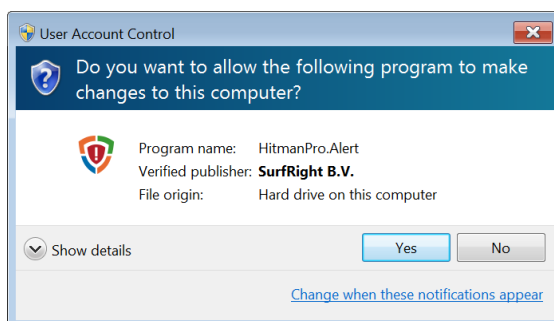 User Account Control
Do you want to allow the following program to make
changes to this computer?
Program name: HitmanPro.Alert
Verified publisher: SurfRight B.V.
File origin: Hard drive on this computer
Show details
Yes
No
Change when these notifications appear